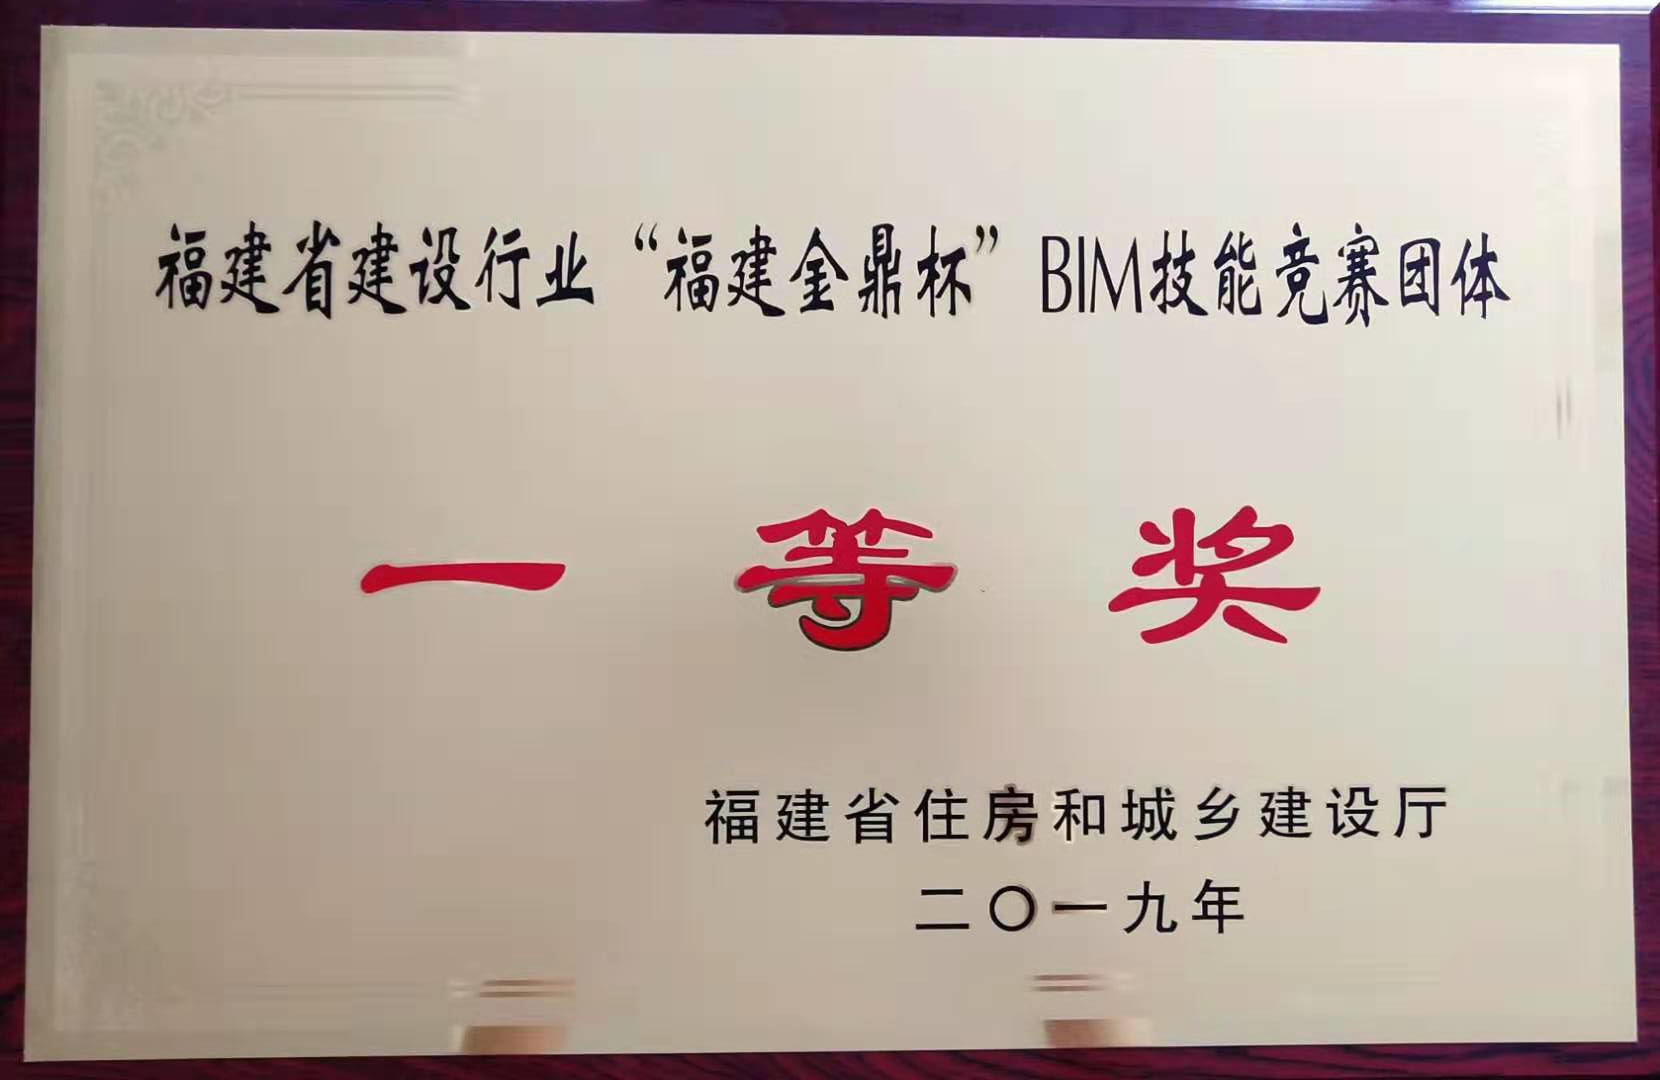 福建省建设行业“福建金鼎杯”BIM技能竞赛团体
一等奖
福建省住房和城乡建设厅
二〇一九年